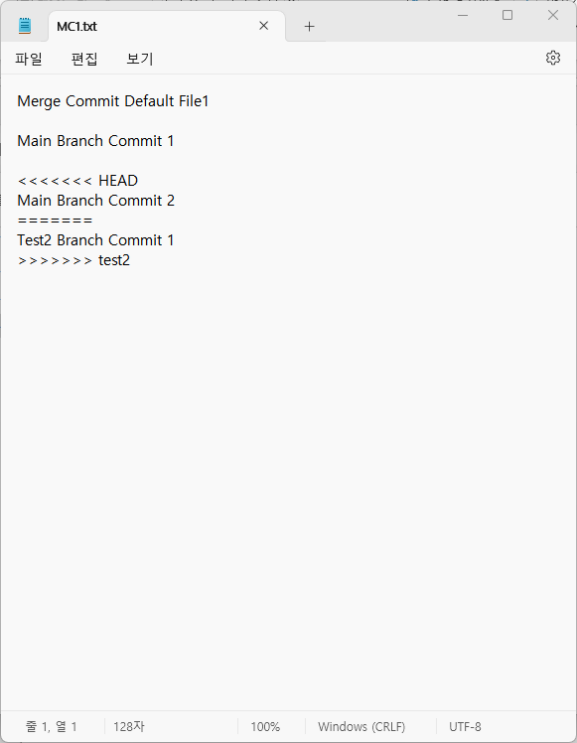 MC1.txt
파일 편집 보기
Merge Commit Default File1
Main Branch Commit 1
<<<<<<< HEAD
Main Branch Commit 2
=======
Test2 Branch Commit 1
>>>>>>> test2
줄 1, 열 1 128자 100% Windows (CRLF) UTF-8